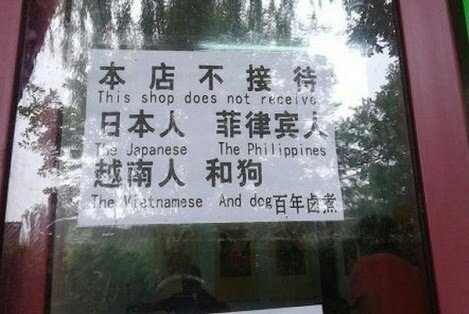 本店不接待
This shop does not receive
日本人 菲律宾人
The Japanese The Philippines
越南人 和狗
The Vietnamese And dog 百年卤煮